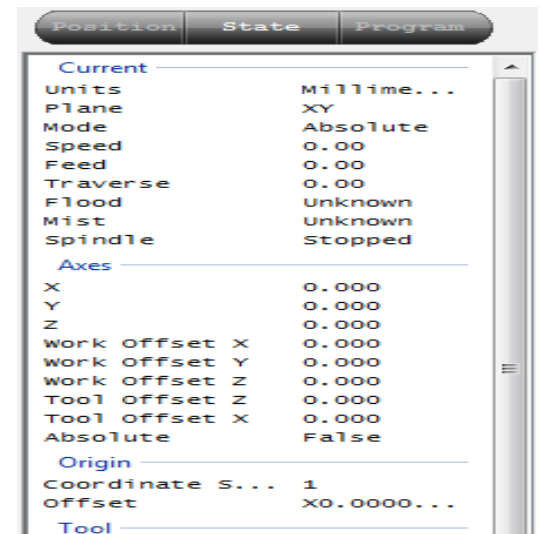 Position State Program
Current
Units Millime...
Plane XY
Mode Absolute
Speed 0.00
Feed 0.00
Traverse 0.00
Flood Unknown
Mist Unknown
Spindle Stopped
Axes
X 0.000
Y 0.000
Z 0.000
Work Offset X 0.000
Work Offset Y 0.000
Work Offset Z 0.000
Tool Offset Z 0.000
Tool Offset X 0.000
Absolute False
Origin
Coordinate S... 1
Offset X0.0000...
Tool